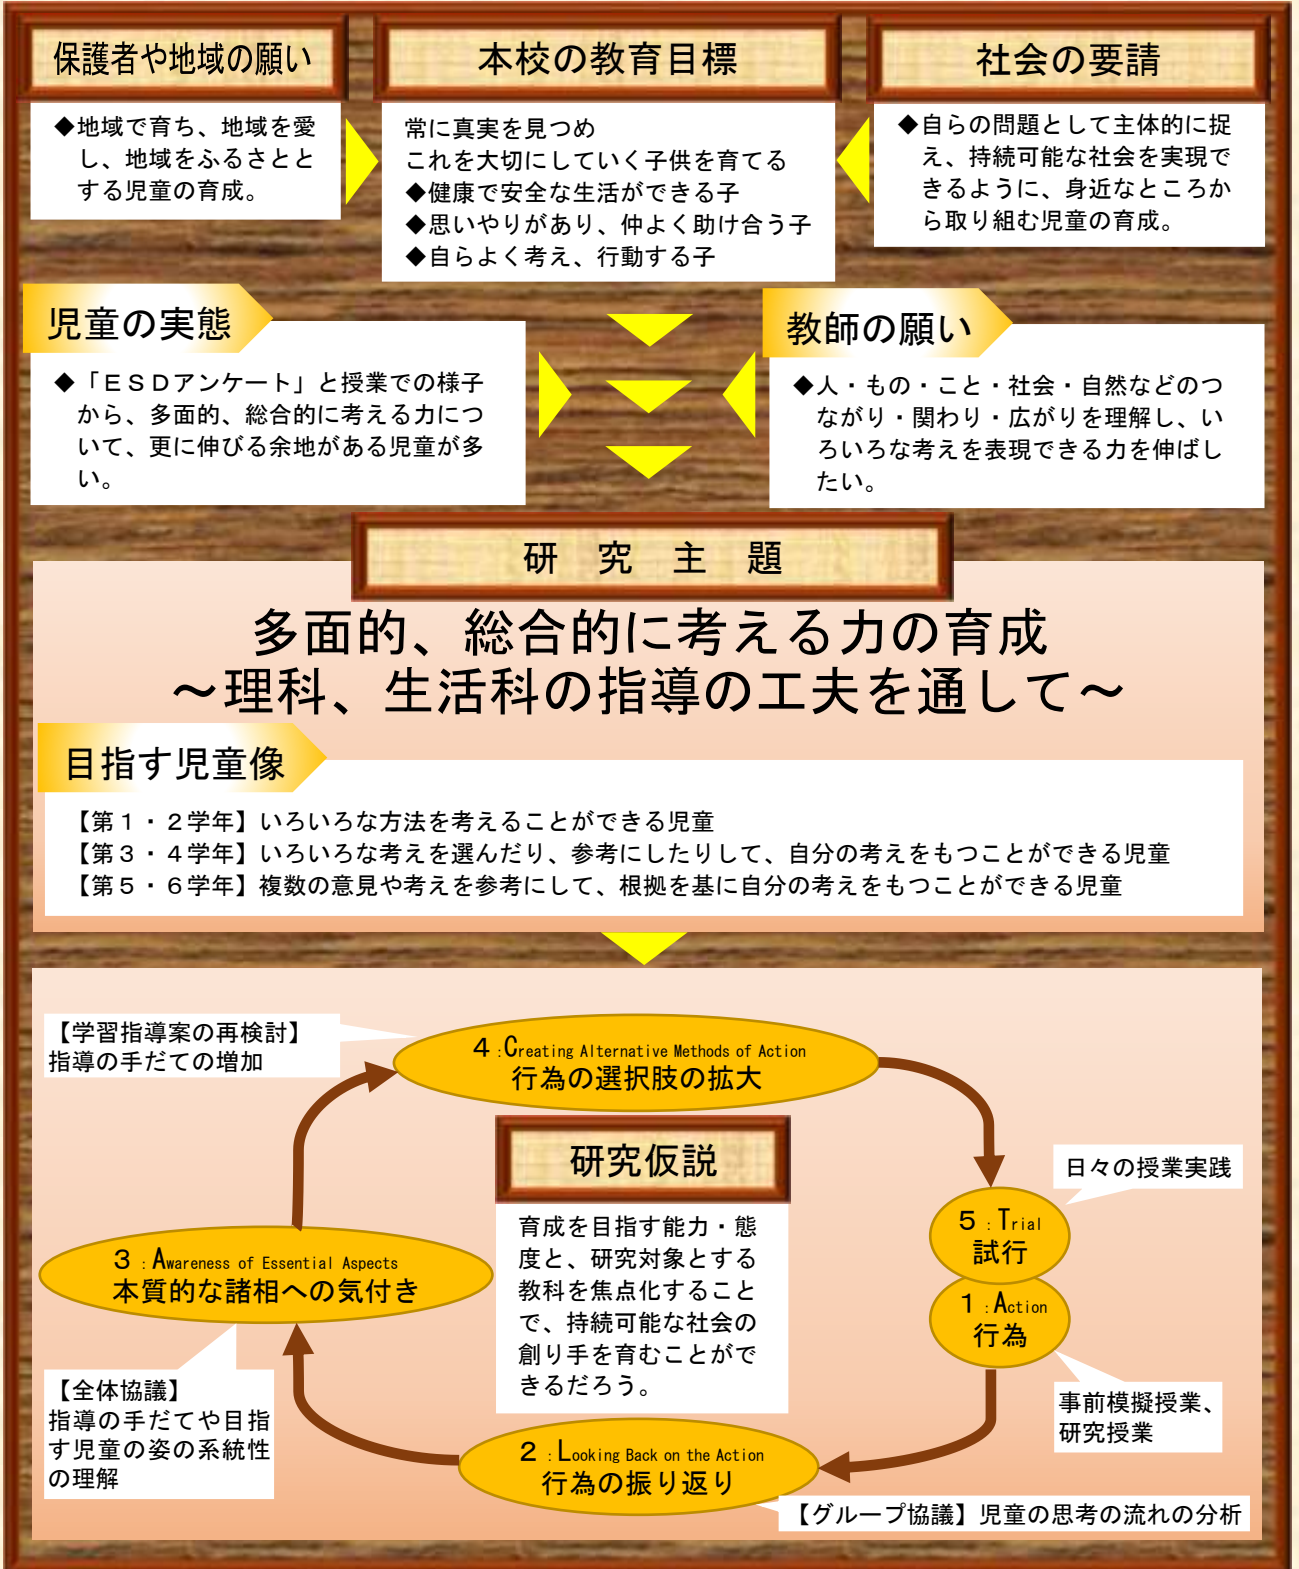 保護者や地域の願い
◆地域で育ち、地域を愛
し、地域をふるさとと
する児童の育成。
本校の教育目標
常に真実を見つめ
これを大切にしていく子供を育てる
◆健康で安全な生活ができる子
◆思いやりがあり、仲よく助け合う子
◆自らよく考え、行動する子
社会の要請
◆自らの問題として主体的に捉
え、持続可能な社会を実現で
きるように、身近なところか
ら取り組む児童の育成。
児童の実態
◆「ESDアンケート」と授業での様子
から、多面的、総合的に考える力につ
いて、更に伸びる余地がある児童が多
い。
教師の願い
◆人・もの・こと・社会・自然などのつ
ながり・関わり・広がりを理解し、い
ろいろな考えを表現できる力を伸ばし
たい。
研究主題
多面的、総合的に考える力の育成
～理科、生活科の指導の工夫を通して～
目指す児童像
【第1・2学年】いろいろな方法を考えることができる児童
【第3・4学年】いろいろな考えを選んだり、参考にしたりして、自分の考えをもつことができる児童
【第5・6学年】複数の意見や考えを参考にして、根拠を基に自分の考えをもつことができる児童
【学習指導案の再検討】
指導の手だての増加
4:Creating Alternative Methods of Action
行為の選択肢の拡大
研究仮説
育成を目指す能力・態
度と、研究対象とする
教科を焦点化すること
で、持続可能な社会の
創り手を育むことがで
きるだろう。
日々の授業実践
5:Trial
試行
1:Action
行為
事前模擬授業、
研究授業
3:Awareness of Essential Aspects
本質的な諸相への気付き
【全体協議】
指導の手だてや目指
す児童の姿の系統性
の理解
2:Looking Back on the Action
行為の振り返り
【グループ協議】児童の思考の流れの分析